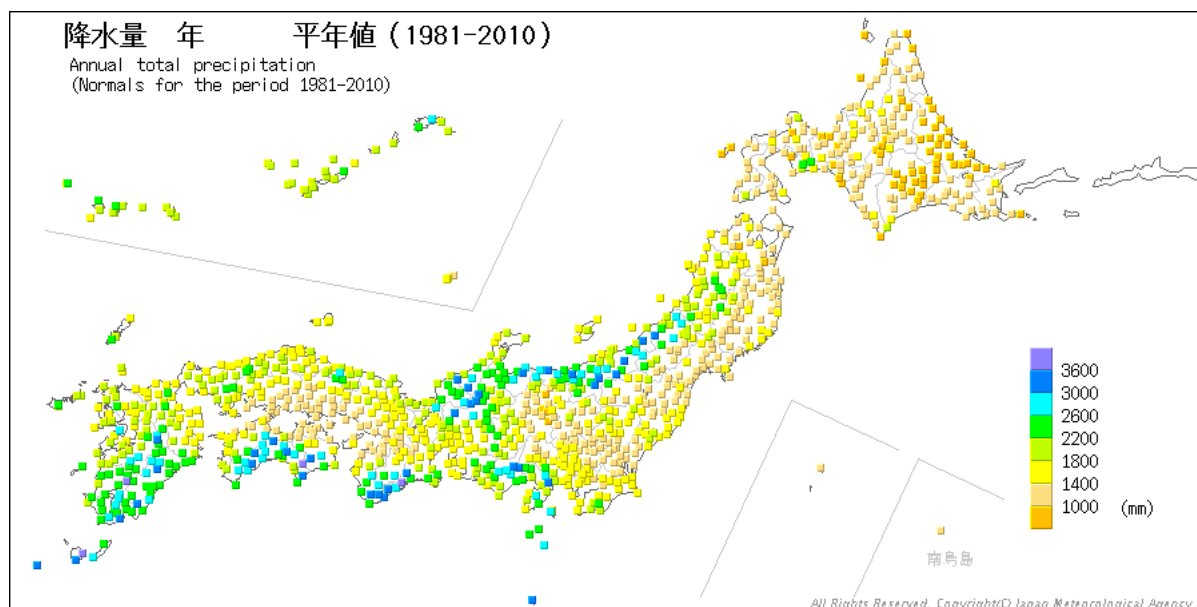 降水量　年　　　平年値（1981-2010）
Annual total precipitation
(Normals for the period 1981-2010)
3600
3000
2600
2200
1800
1400
1000 (mm)
南鳥島
All Rights Reserved. Copyright(C) Japan Meteorological Agency